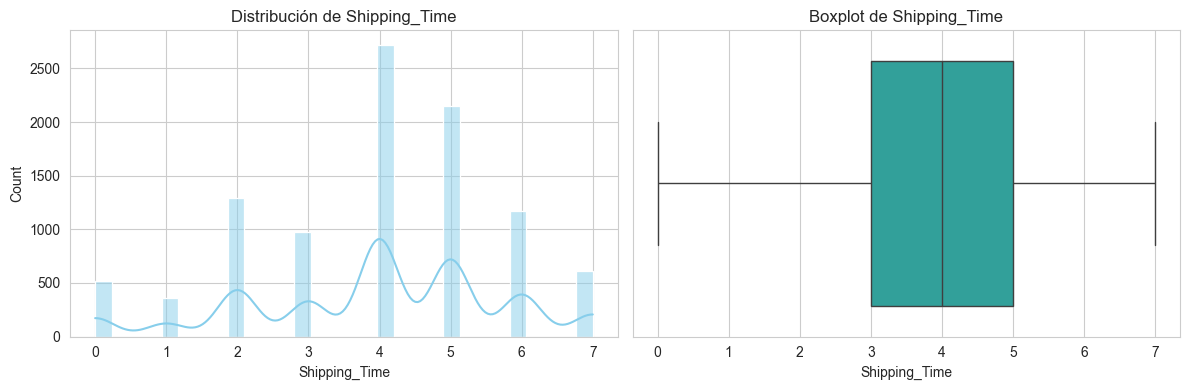 Distribución de Shipping_Time
2500
2000
1500
1000
500
0
Count
0 1 2 3 4 5 6 7
Shipping_Time
Boxplot de Shipping_Time
0 1 2 3 4 5 6 7
Shipping_Time